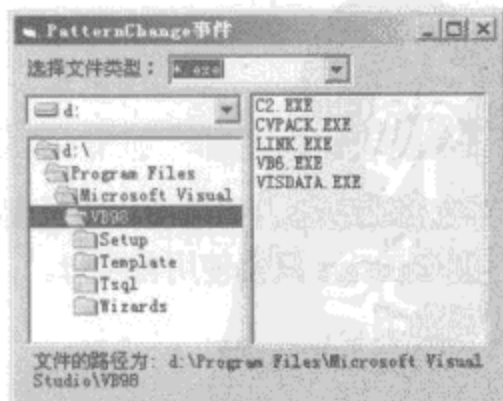 PatternChange事件
选择文件类型： *.exe
d:
C2.EXE
CVPACK.EXE
LINK.EXE
VB6.EXE
VISDATA.EXE
d:\
Program Files
Microsoft Visual
VB98
Setup
Template
Tsql
Wizards
文件的路径为: d:\Program Files\Microsoft Visual
Studio\VB98